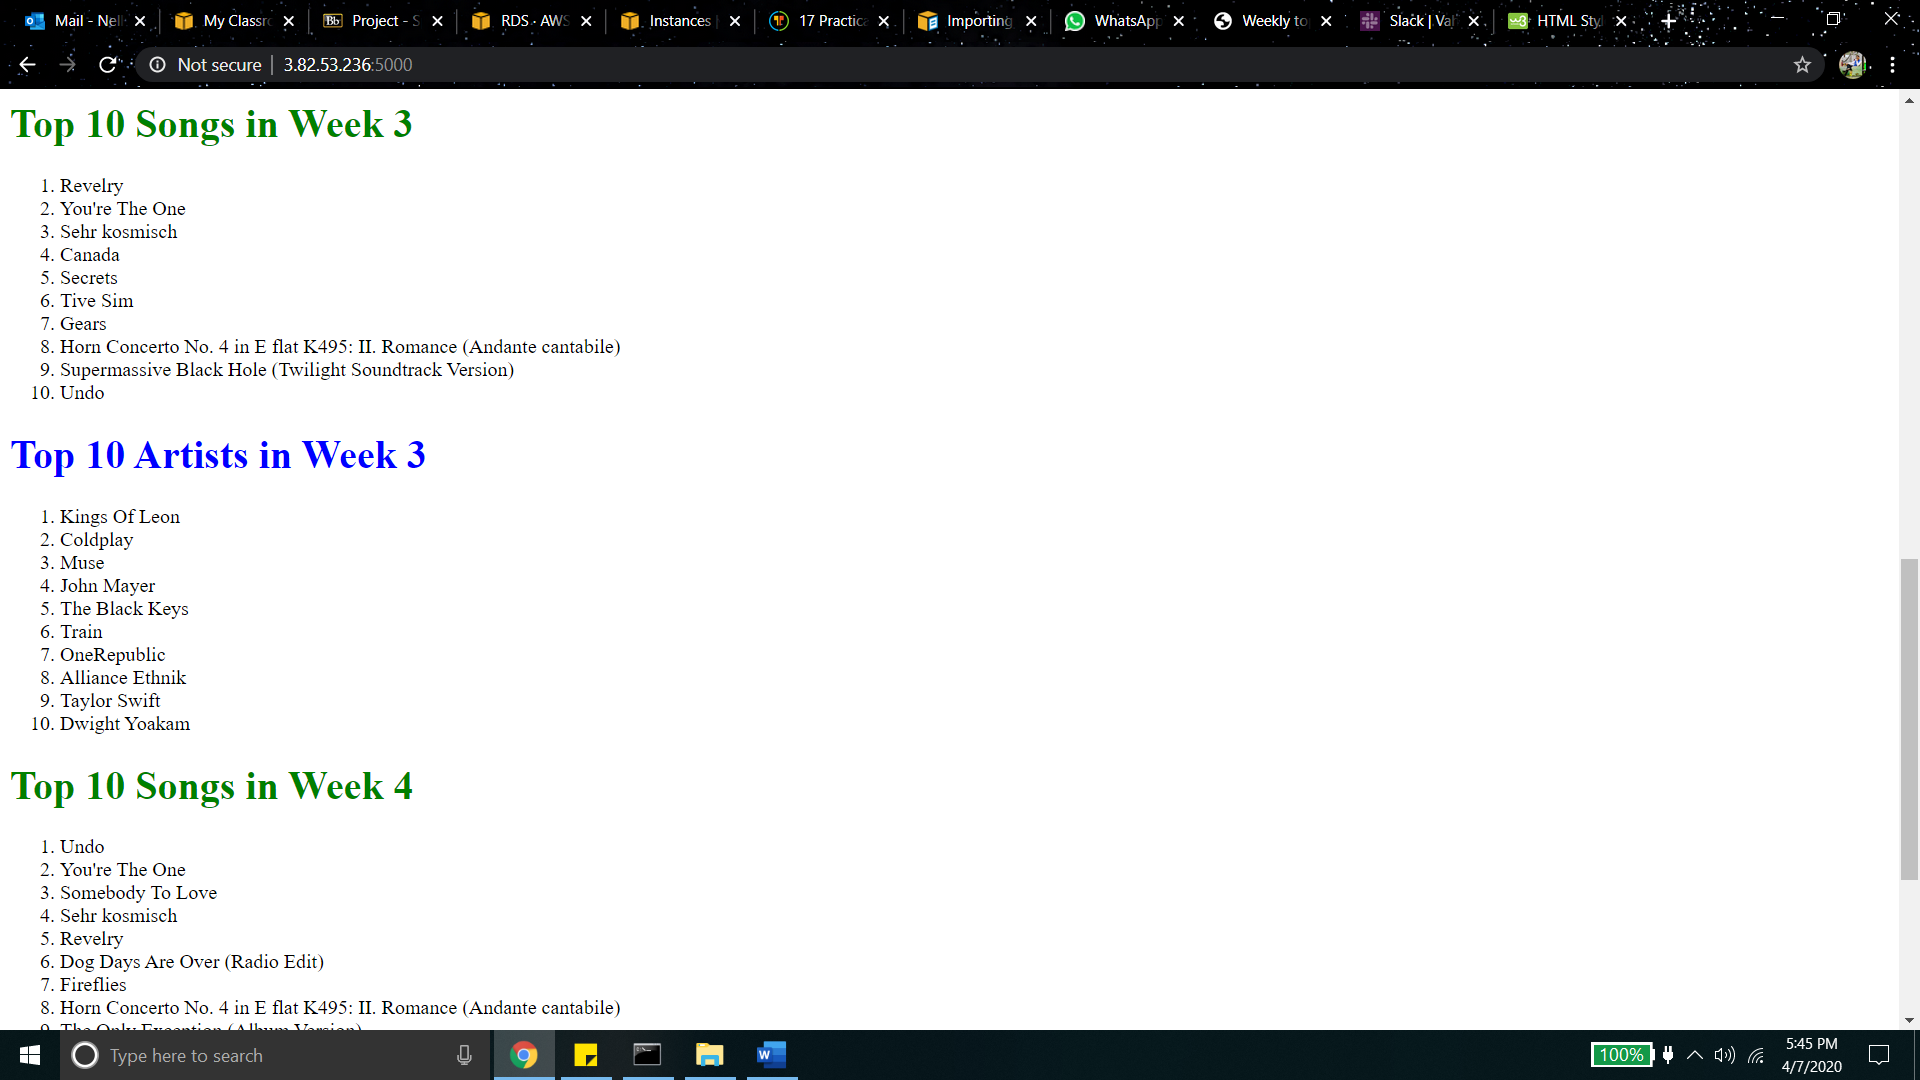 Mail - Nell
My Classr
Project - S
RDS · AWS
Instances
17 Practica
Importing
WhatsApp
Weekly to
Slack | Val
HTML Styl
Not secure | 3.82.53.236:5000
Top 10 Songs in Week 3
1. Revelry
2. You're The One
3. Sehr kosmisch
4. Canada
5. Secrets
6. Tive Sim
7. Gears
8. Horn Concerto No. 4 in E flat K495: II. Romance (Andante cantabile)
9. Supermassive Black Hole (Twilight Soundtrack Version)
10. Undo
Top 10 Artists in Week 3
1. Kings Of Leon
2. Coldplay
3. Muse
4. John Mayer
5. The Black Keys
6. Train
7. OneRepublic
8. Alliance Ethnik
9. Taylor Swift
10. Dwight Yoakam
Top 10 Songs in Week 4
1. Undo
2. You're The One
3. Somebody To Love
4. Sehr kosmisch
5. Revelry
6. Dog Days Are Over (Radio Edit)
7. Fireflies
8. Horn Concerto No. 4 in E flat K495: II. Romance (Andante cantabile)
9. The Only Exception (Album Version)
Type here to search
100%
5:45 PM
4/7/2020